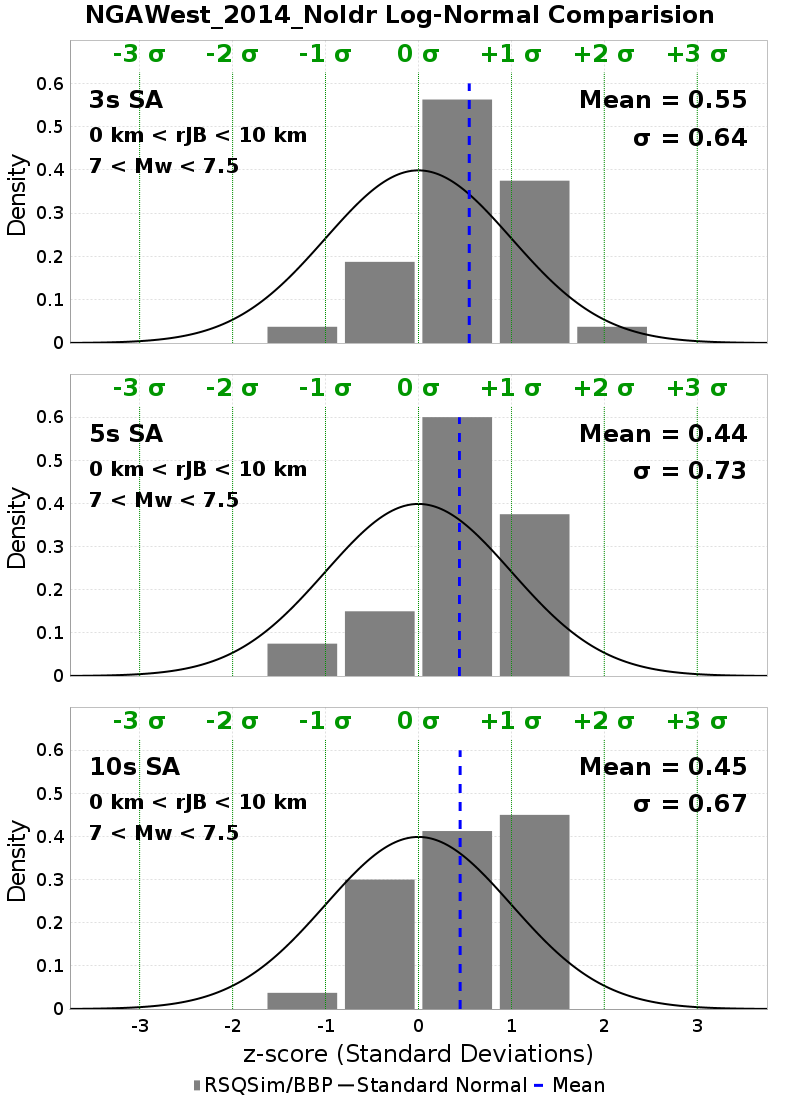 NGAWest_2014_NoIdr Log-Normal Comparision
-3 σ -2 σ -1 σ 0 σ +1 σ +2 σ +3 σ
0.6
3s SA Mean = 0.55
0.5
0 km < rJB < 10 km σ = 0.64
7 < Mw < 7.5
0.4
0.3
0.2
0.1
0
Density
-3 σ -2 σ -1 σ 0 σ +1 σ +2 σ +3 σ
0.6
5s SA Mean = 0.44
0.5
0 km < rJB < 10 km σ = 0.73
7 < Mw < 7.5
0.4
0.3
0.2
0.1
0
Density
-3 σ -2 σ -1 σ 0 σ +1 σ +2 σ +3 σ
0.6
10s SA Mean = 0.45
0.5
0 km < rJB < 10 km σ = 0.67
7 < Mw < 7.5
0.4
0.3
0.2
0.1
0
Density
-3 -2 -1 0 1 2 3
z-score (Standard Deviations)
RSQSim/BBP Standard Normal Mean